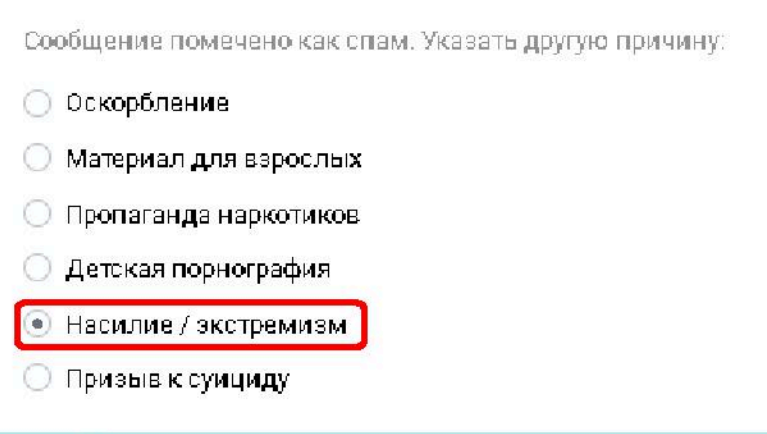 Сообщение помечено как спам. Указать другую причину:
Оскорбление
Материал для взрослых
Пропаганда наркотиков
Детская порнография
Насилие / экстремизм
Призыв к суициду